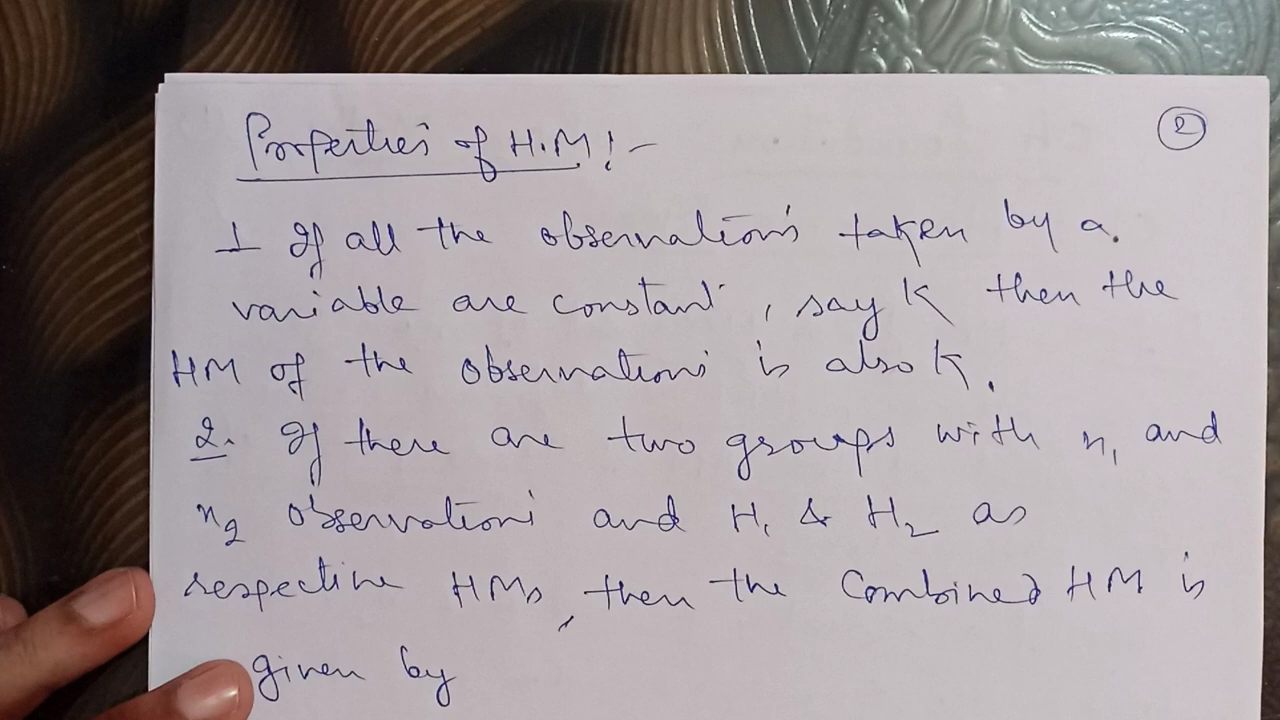 Properties of H.M :-
2
1 If all the observations taken by a
variable are constant, say K then the
HM of the observations is also K.
2. If there are two groups with n₁ and
n₂ observations and H₁ & H₂ as
respective HMs, then the Combined HM is
given by